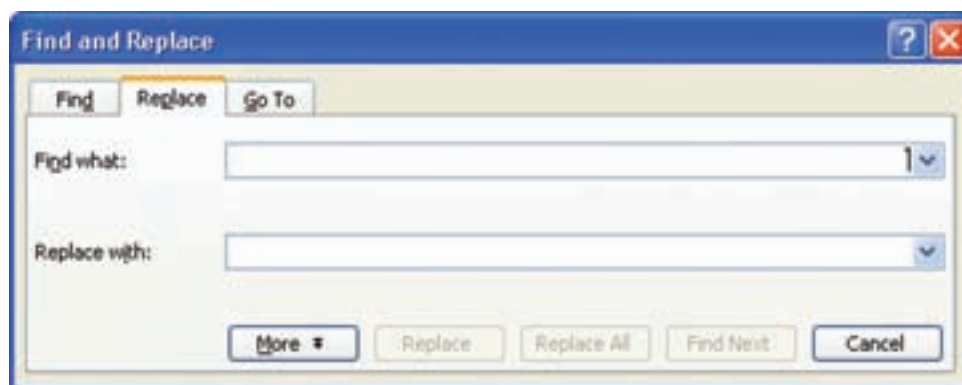 Find and Replace
Find Replace Go To
Find what:
Replace with:
More Replace Replace All Find Next Cancel